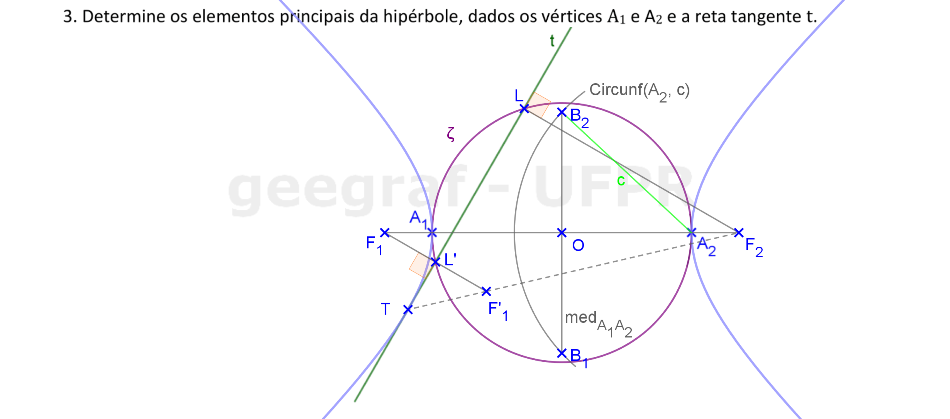 3. Determine os elementos principais da hipérbole, dados os vértices A₁ e A₂ e a reta tangente t.
t
L
Circunf(A₂, c)
B₂
ζ
c
geegraf - UFPR
A₁
F₁
O
A₂
F₂
L'
T
F'₁
med A₁A₂
B₁